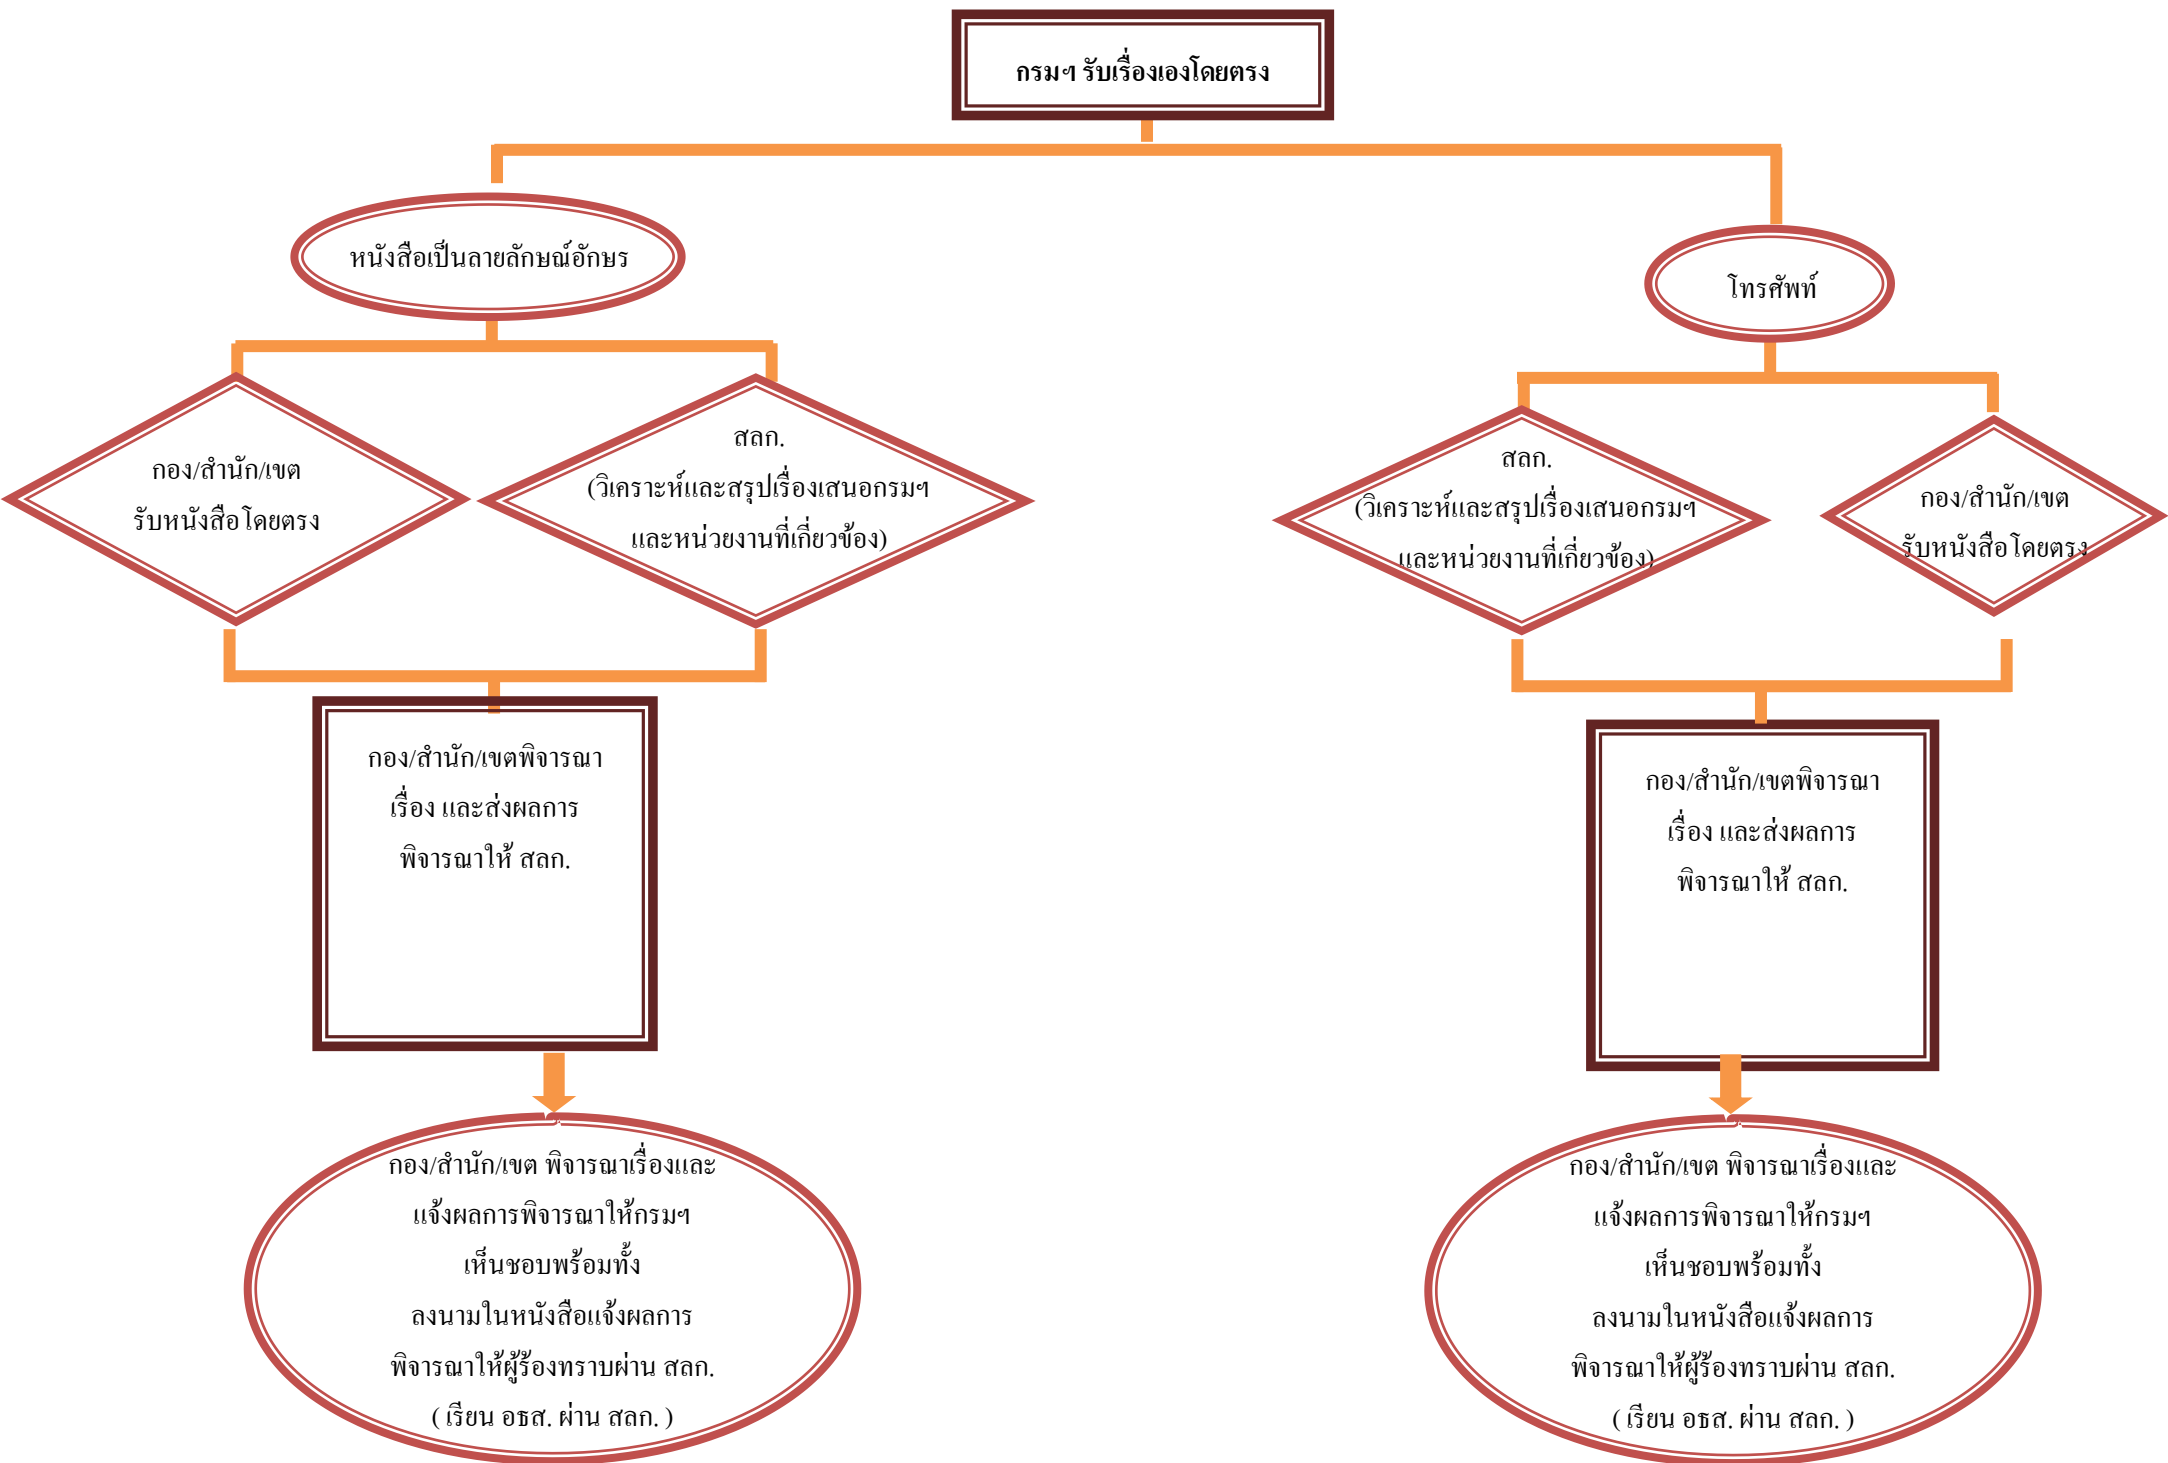 กรมฯ รับเรื่องเองโดยตรง
หนังสือเป็นลายลักษณ์อักษร
โทรศัพท์
กอง/สำนัก/เขต
รับหนังสือโดยตรง
สลก.
(วิเคราะห์และสรุปเรื่องเสนอกรมฯ
และหน่วยงานที่เกี่ยวข้อง)
สลก.
(วิเคราะห์และสรุปเรื่องเสนอกรมฯ
และหน่วยงานที่เกี่ยวข้อง)
กอง/สำนัก/เขต
รับหนังสือโดยตรง
กอง/สำนัก/เขตพิจารณา
เรื่อง และส่งผลการ
พิจารณาให้ สลก.
กอง/สำนัก/เขตพิจารณา
เรื่อง และส่งผลการ
พิจารณาให้ สลก.
กอง/สำนัก/เขต พิจารณาเรื่องและ
แจ้งผลการพิจารณาให้กรมฯ
เห็นชอบพร้อมทั้ง
ลงนามในหนังสือแจ้งผลการ
พิจารณาให้ผู้ร้องทราบผ่าน สลก.
( เรียน อธส. ผ่าน สลก. )
กอง/สำนัก/เขต พิจารณาเรื่องและ
แจ้งผลการพิจารณาให้กรมฯ
เห็นชอบพร้อมทั้ง
ลงนามในหนังสือแจ้งผลการ
พิจารณาให้ผู้ร้องทราบผ่าน สลก.
( เรียน อธส. ผ่าน สลก. )